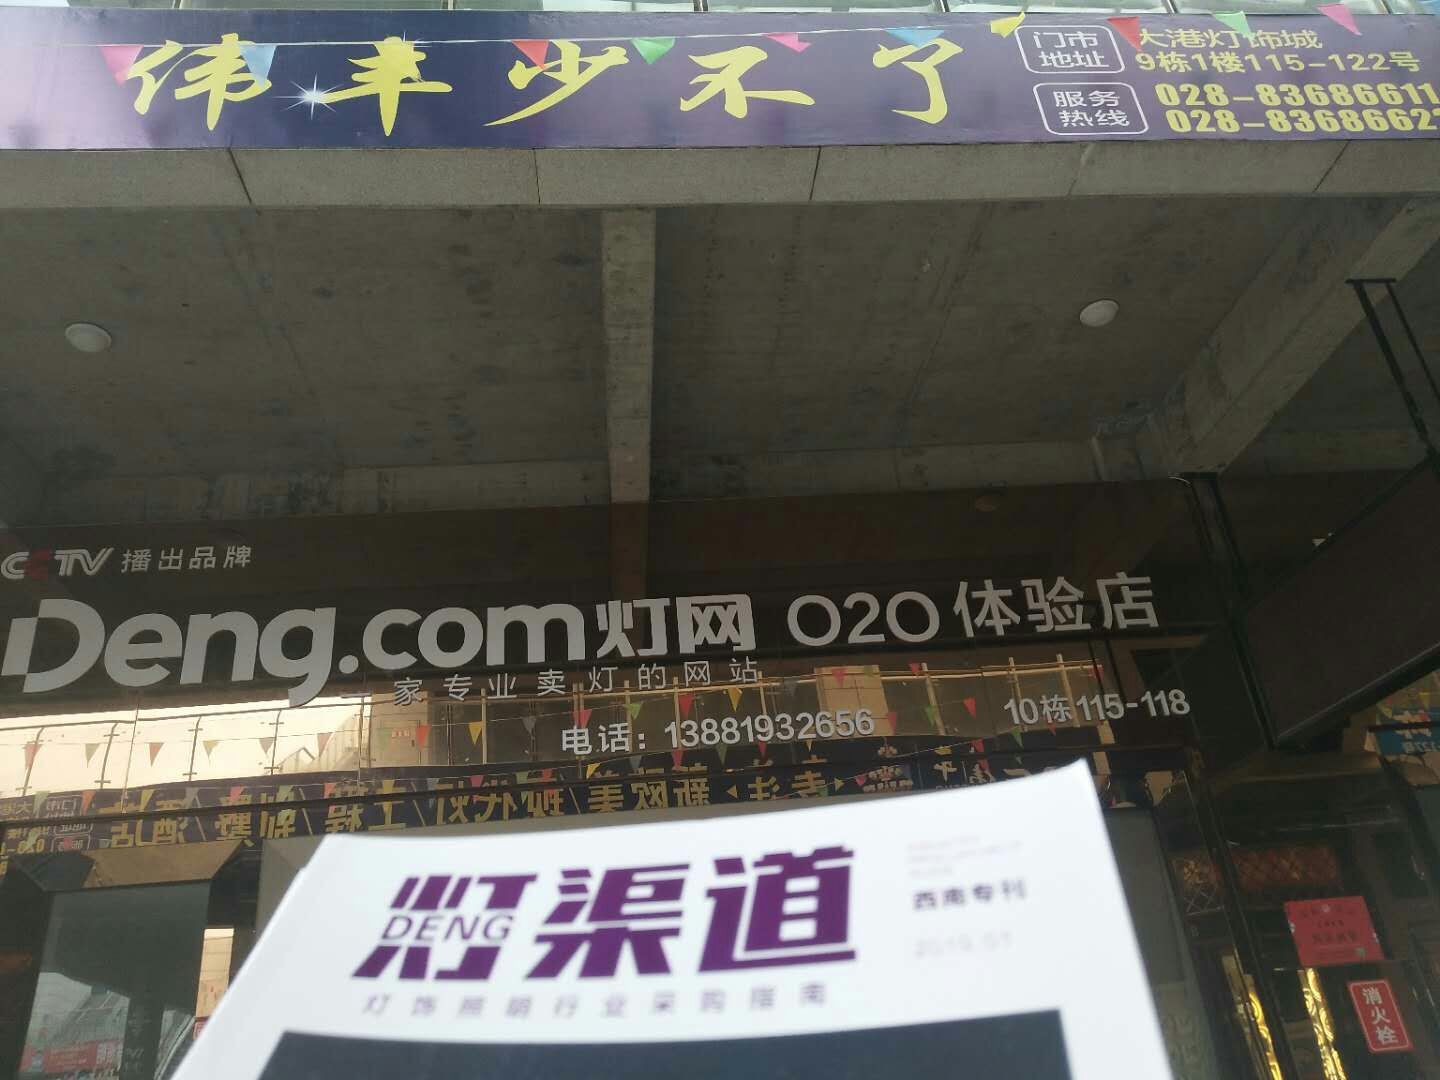 伟丰少不了
门市地址
大港灯饰城
9栋1楼115-122号
服务热线
028-83686611
028-8368662
CCTV 播出品牌
Deng.com灯网 O2O 体验店
一家专业卖灯的网站
电话：13881932656
10栋115-118
灯渠道
DENG
灯饰照明行业采购指南
西南专刊
2019.01
消火栓